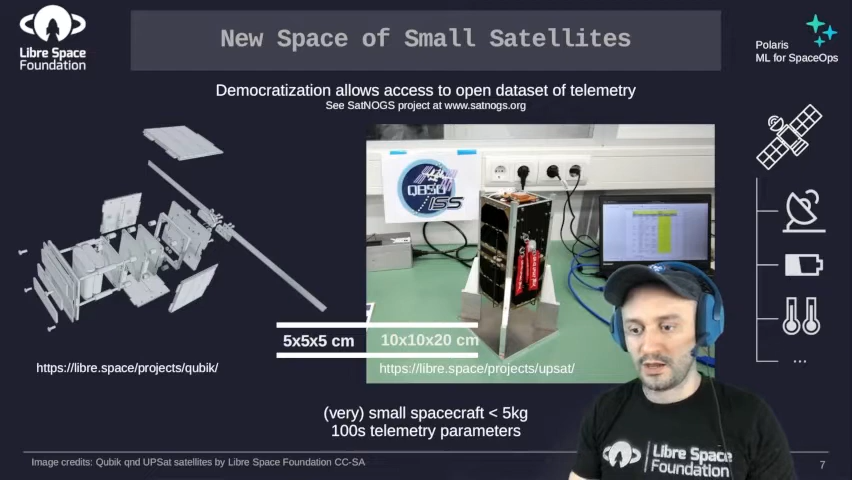 New Space of Small Satellites
Libre Space
Foundation
Polaris
ML for SpaceOps
Democratization allows access to open dataset of telemetry
See SatNOGS project at www.satnogs.org
QB50
ISS
5x5x5 cm
10x10x20 cm
https://libre.space/projects/qubik/
https://libre.space/projects/upsat/
...
(very) small spacecraft < 5kg
100s telemetry parameters
Libre Space
Foundation
Image credits: Qubik qnd UPSat satellites by Libre Space Foundation CC-SA
7